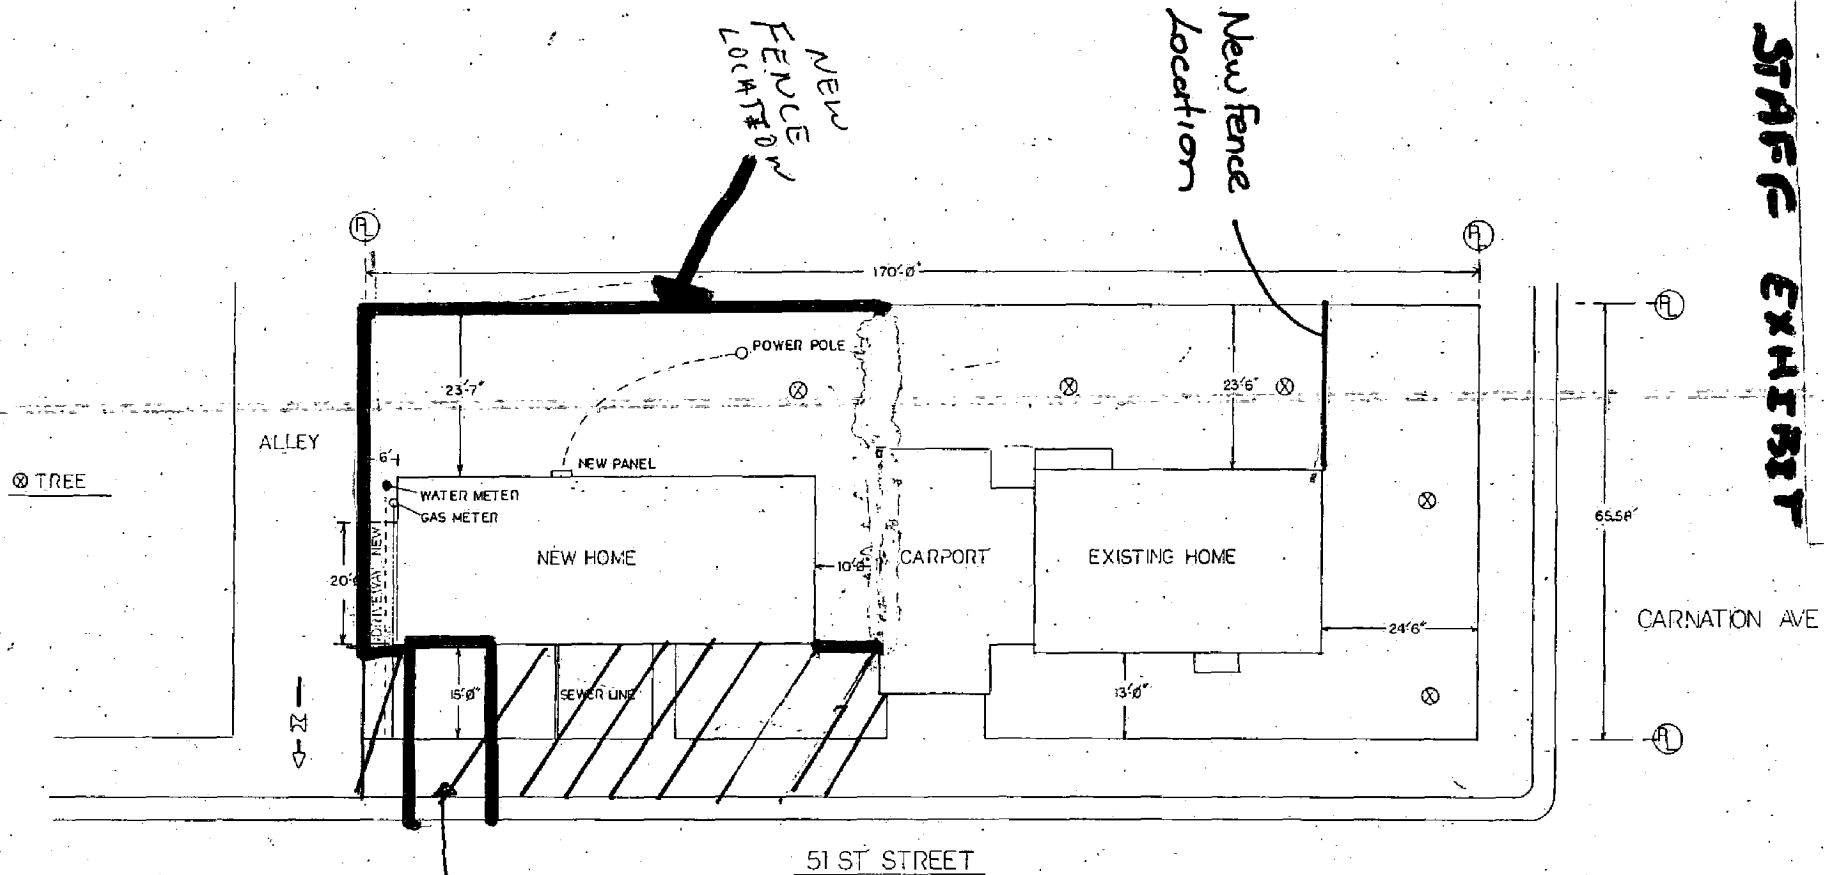 NEW
FENCE
LOCATION
New Fence
Location
STAFF EXHIBIT
PL
PL
170'-0"
PL
POWER POLE
23'-7"
23'-6"
ALLEY
6'
NEW PANEL
⊗ TREE
WATER METER
GAS METER
65.58'
NEW HOME
10'-0"
CARPORT
EXISTING HOME
20'-0"
DRIVEWAY NEW
CARNATION AVE
24'-6"
15'-0"
SEWER LINE
13'-0"
N
PL
51 ST STREET